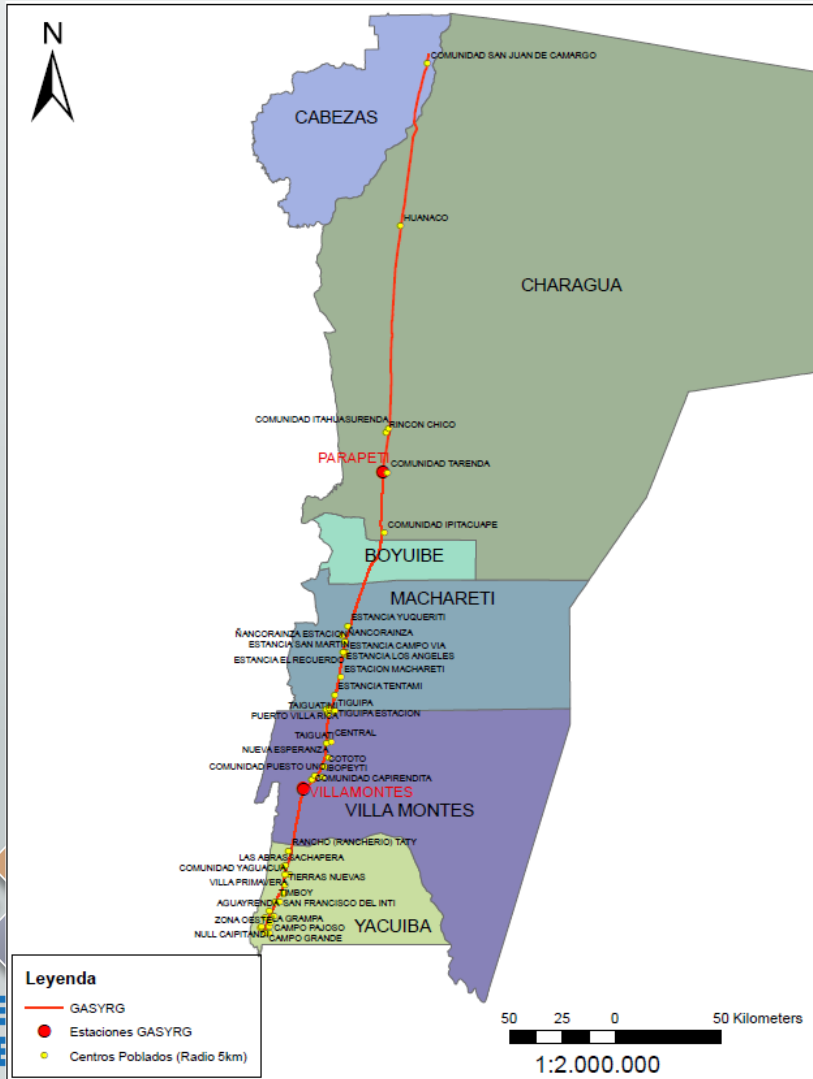 N
COMUNIDAD SAN JUAN DE CAMARGO
CABEZAS
HUANACO
CHARAGUA
COMUNIDAD ITAHUASURENDA
RINCON CHICO
PARAPETI
COMUNIDAD TARENDA
COMUNIDAD IPITACUAPE
BOYUIBE
MACHARETI
ESTANCIA YUQUERITI
ÑANCORAINZA ESTACION
ÑANCORAINZA
ESTANCIA SAN MARTIN
ESTANCIA CAMPO VIA
ESTANCIA EL RECUERDO
ESTANCIA LOS ANGELES
ESTACION MACHARETI
ESTANCIA TENTAMI
TAIGUATIMI
TIGUIPA
PUERTO VILLA RICA
TIGUIPA ESTACION
TAIGUATI
CENTRAL
NUEVA ESPERANZA
COTOTO
COMUNIDAD PUESTO UNO
IBOPEYTI
COMUNIDAD CAPIRENDITA
VILLAMONTES
VILLA MONTES
RANCHO (RANCHERIO) TATY
LAS ABRAS
SACHAPERA
COMUNIDAD YAGUACUA
TIERRAS NUEVAS
VILLA PRIMAVERA
TIMBOY
AGUAYRENDA
SAN FRANCISCO DEL INTI
ZONA OESTE
LA GRAMPA
CAMPO PAJOSO
YACUIBA
NULL CAIPITANDI
CAMPO GRANDE
Leyenda
GASYRG
Estaciones GASYRG
Centros Poblados (Radio 5km)
50 25 0 50 Kilometers
1:2.000.000